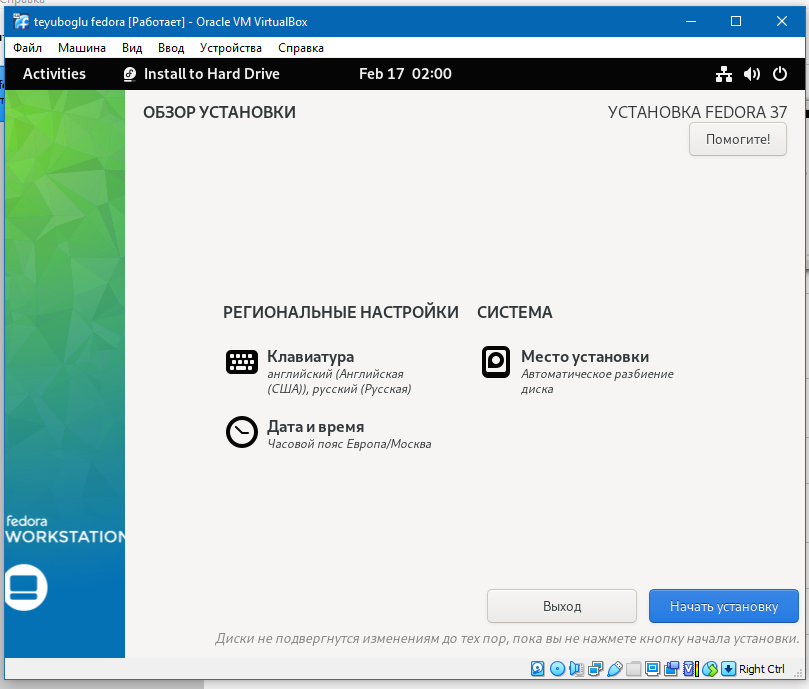 Справка
teyuboglu fedora [Работает] - Oracle VM VirtualBox
Файл Машина Вид Ввод Устройства Справка
Activities Install to Hard Drive Feb 17 02:00
ОБЗОР УСТАНОВКИ
УСТАНОВКА FEDORA 37
Помогите!
РЕГИОНАЛЬНЫЕ НАСТРОЙКИ
Клавиатура
английский (Английская
(США)), русский (Русская)
Дата и время
Часовой пояс Европа/Москва
СИСТЕМА
Место установки
Автоматическое разбиение
диска
fedora
WORKSTATION
Выход
Начать установку
Диски не подвергнутся изменениям до тех пор, пока вы не нажмете кнопку начала установки.
Right Ctrl